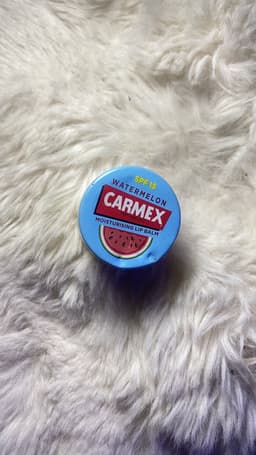 SPF 15
WATERMELON
CARMEX
MOISTURISING LIP BALM